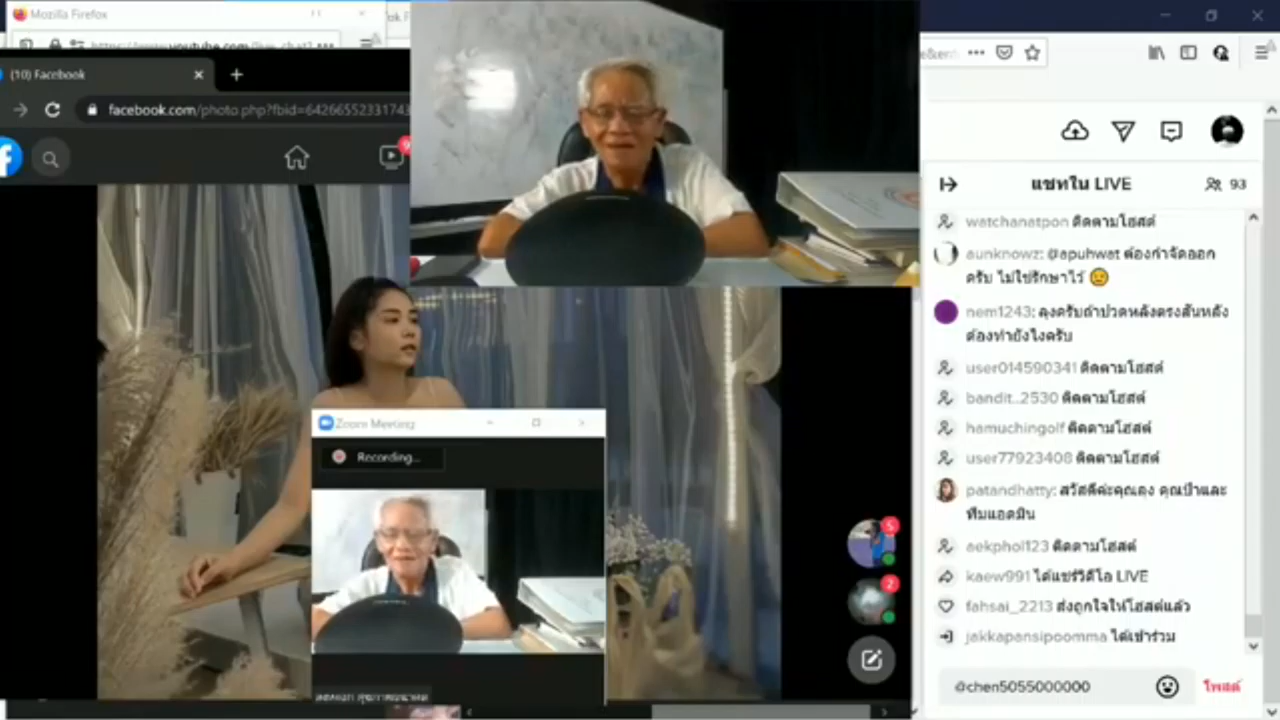 Mozilla Firefox
(10) Facebook
facebook.com/photo.php?fbid=64266552331743
Zoom Meeting
Recording...
5
2
แชทใน LIVE
93
watchanatpon ติดตามโฮสต์
aunknowz: @apuhwat ต้องกำจัดออก
ครับ ไม่ใช่รักษาไว้ 😥
nem1243: ลุงครับถ้าปวดหลังตรงสันหลัง
ต้องทำยังไงครับ
user014590341 ติดตามโฮสต์
bandit..2530 ติดตามโฮสต์
hamuchingolf ติดตามโฮสต์
user77923408 ติดตามโฮสต์
patandhatty: สวัสดีค่ะคุณลุง คุณป้าและ
ทีมแอดมิน
aekphol123 ติดตามโฮสต์
kaew991 ได้แชร์วิดีโอ LIVE
fahsai_2213 ส่งถูกใจให้โฮสต์แล้ว
jakkapansipoomma ได้เข้าร่วม
@chen5055000000
โพสต์